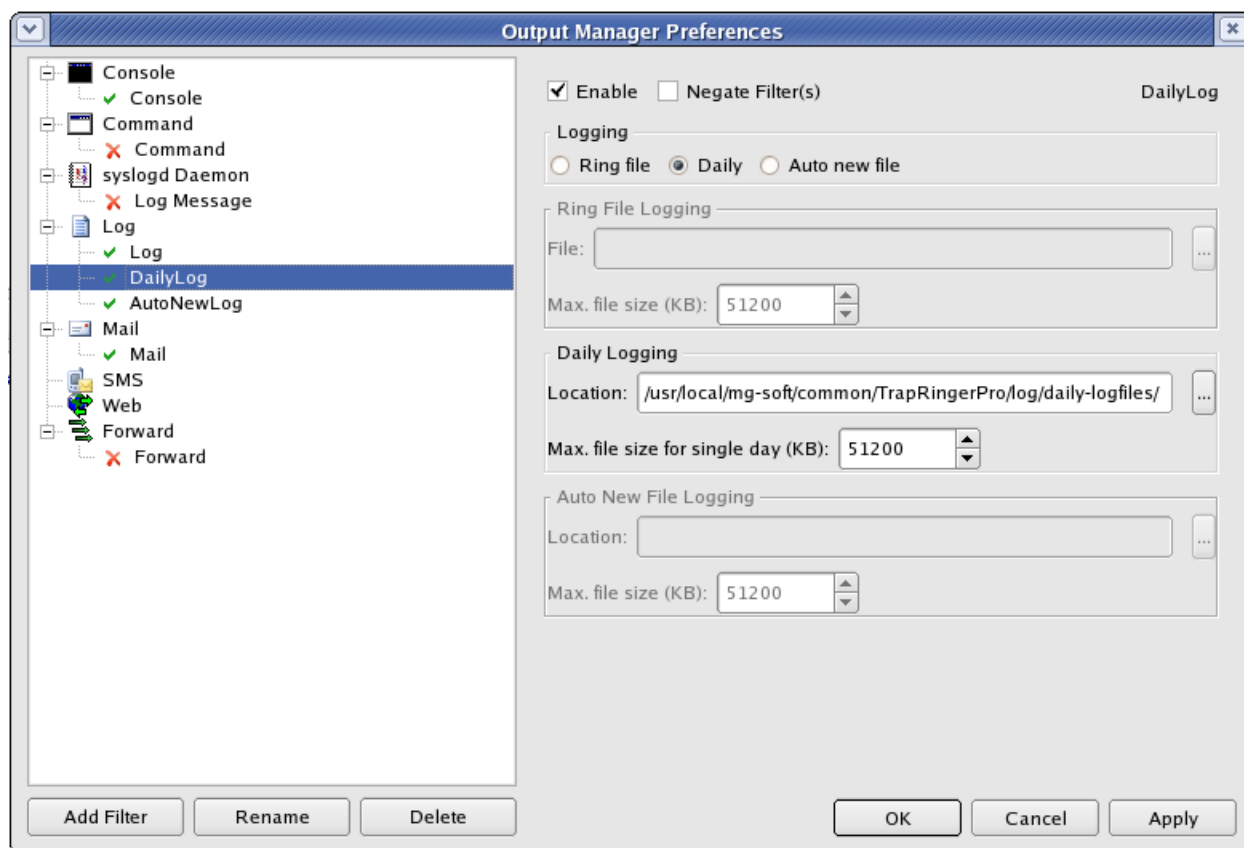 Output Manager Preferences
Console
Console
Command
Command
syslogd Daemon
Log Message
Log
Log
DailyLog
AutoNewLog
Mail
Mail
SMS
Web
Forward
Forward
Add Filter Rename Delete
Enable Negate Filter(s) DailyLog
Logging
Ring file Daily Auto new file
Ring File Logging
File: ...
Max. file size (KB): 51200
Daily Logging
Location: /usr/local/mg-soft/common/TrapRingerPro/log/daily-logfiles/ ...
Max. file size for single day (KB): 51200
Auto New File Logging
Location: ...
Max. file size (KB): 51200
OK Cancel Apply